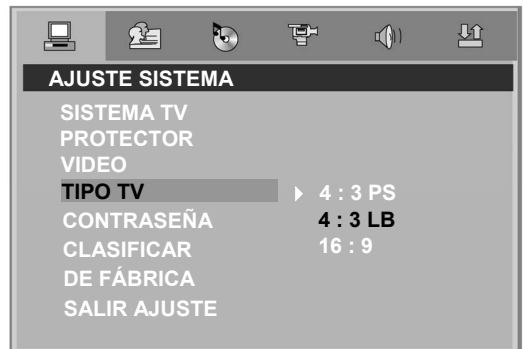 AJUSTE SISTEMA
SISTEMA TV
PROTECTOR
VIDEO
TIPO TV
4 : 3 PS
CONTRASEÑA
4 : 3 LB
CLASIFICAR
16 : 9
DE FÁBRICA
SALIR AJUSTE